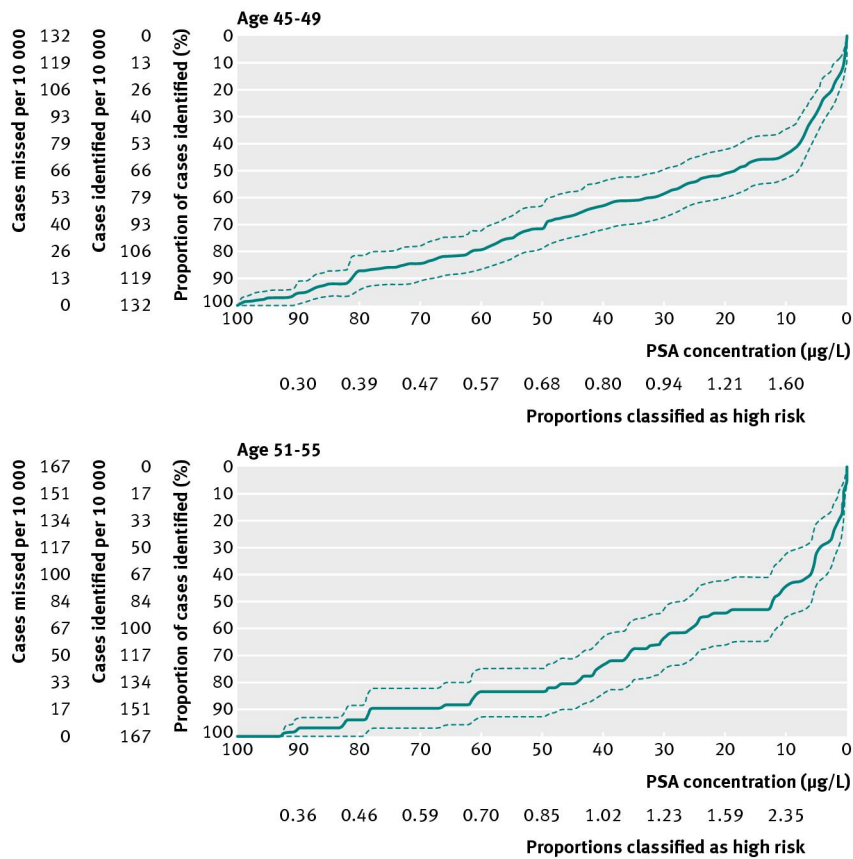 Age 45-49
Cases missed per 10 000
Cases identified per 10 000
Proportion of cases identified (%)
132 0 0
119 13 10
106 26 20
93 40 30
79 53 40
66 66 50
53 79 60
40 93 70
26 106 80
13 119 90
0 132 100
100 90 80 70 60 50 40 30 20 10 0
PSA concentration (µg/L)
0.30 0.39 0.47 0.57 0.68 0.80 0.94 1.21 1.60
Proportions classified as high risk
Age 51-55
Cases missed per 10 000
Cases identified per 10 000
Proportion of cases identified (%)
167 0 0
151 17 10
134 33 20
117 50 30
100 67 40
84 84 50
67 100 60
50 117 70
33 134 80
17 151 90
0 167 100
100 90 80 70 60 50 40 30 20 10 0
PSA concentration (µg/L)
0.36 0.46 0.59 0.70 0.85 1.02 1.23 1.59 2.35
Proportions classified as high risk